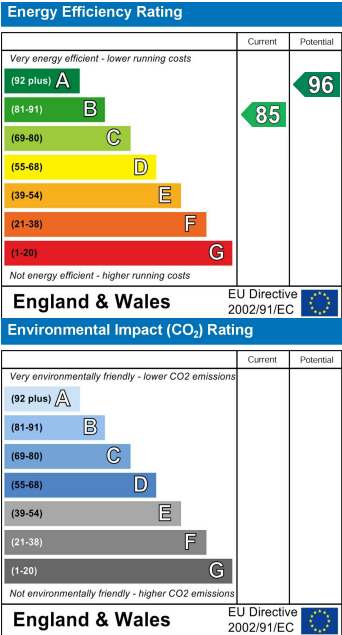 Energy Efficiency Rating
Current Potential
Very energy efficient - lower running costs
(92 plus) A
96
(81-91) B
85
(69-80) C
(55-68) D
(39-54) E
(21-38) F
(1-20) G
Not energy efficient - higher running costs
England & Wales
EU Directive
2002/91/EC
Environmental Impact (CO₂) Rating
Current Potential
Very environmentally friendly - lower CO2 emissions
(92 plus) A
(81-91) B
(69-80) C
(55-68) D
(39-54) E
(21-38) F
(1-20) G
Not environmentally friendly - higher CO2 emissions
England & Wales
EU Directive
2002/91/EC